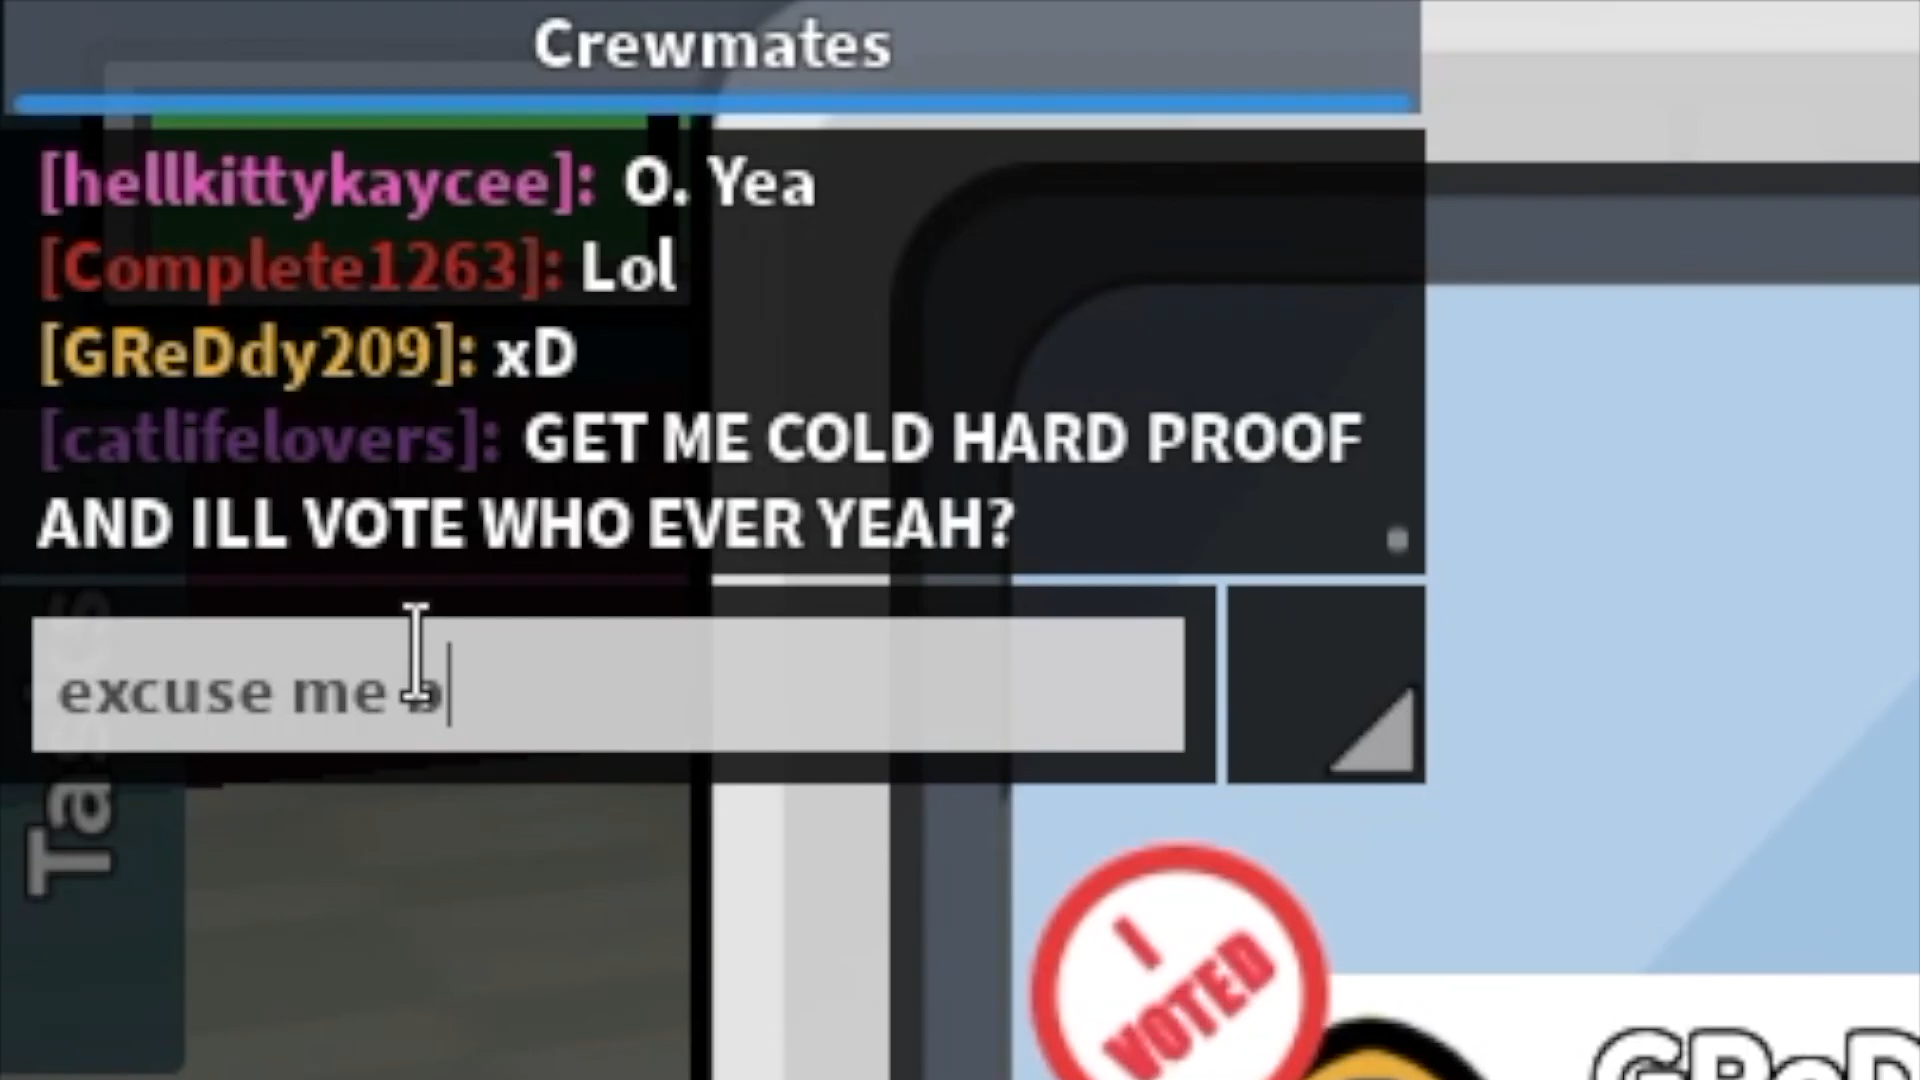 Crewmates
[hellkittykaycee]: O. Yea
[Complete1263]: Lol
[GReDdy209]: xD
[catlifelovers]: GET ME COLD HARD PROOF
AND ILL VOTE WHO EVER YEAH?
excuse me
Tasks
I
VOTED